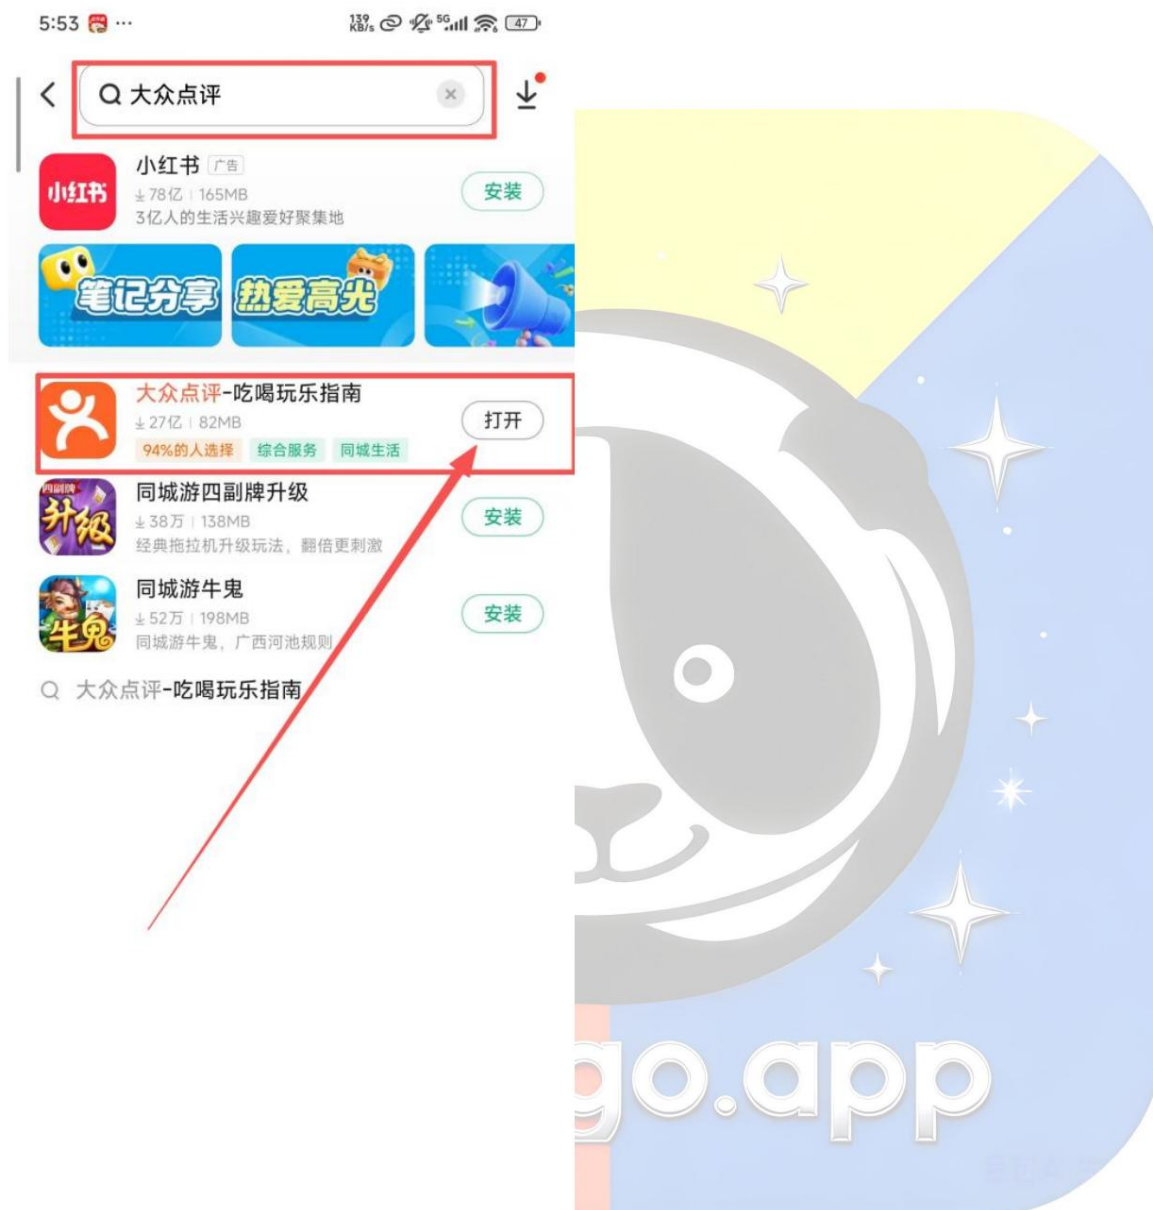 5:53 ··· 139 KB/s 5G 6 47
大众点评
小红书
小红书 广告
78亿 | 165MB
3亿人的生活兴趣爱好聚集地
安装
笔记分享 热爱高光
大众点评-吃喝玩乐指南
27亿 | 82MB
94%的人选择 综合服务 同城生活
打开
四副牌
升级
同城游四副牌升级
38万 | 138MB
经典拖拉机升级玩法，翻倍更刺激
安装
牛鬼
同城游牛鬼
52万 | 198MB
同城游牛鬼，广西河池规则
安装
大众点评-吃喝玩乐指南
go.app